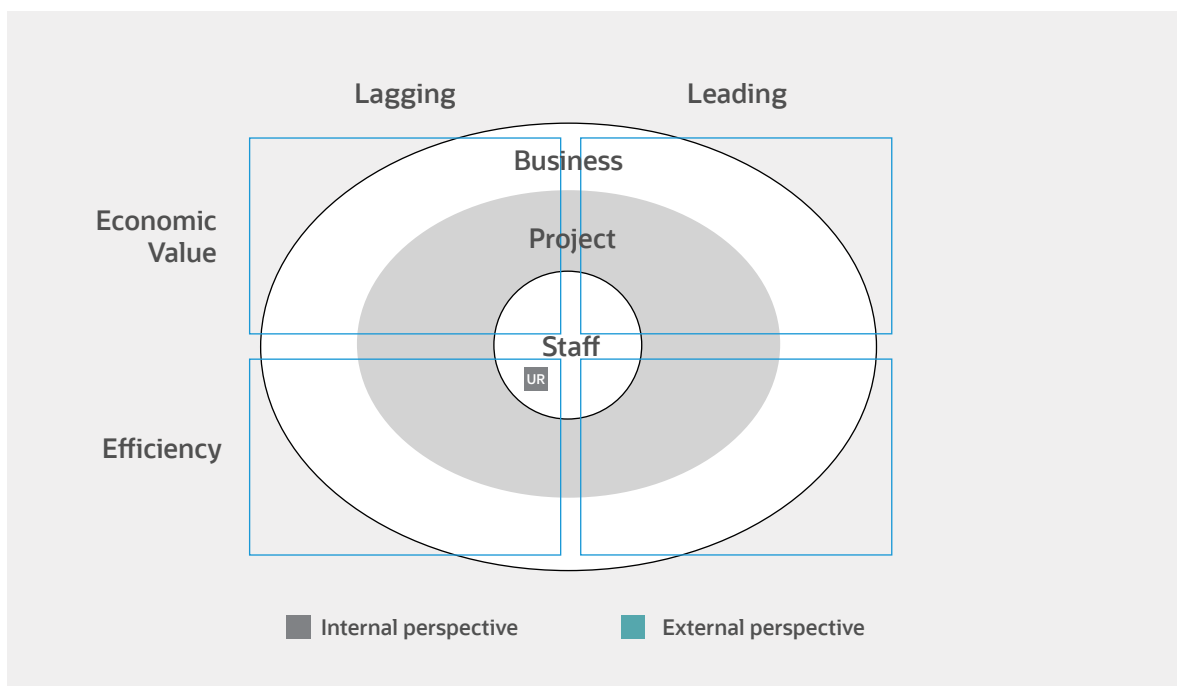 Lagging
Leading
Business
Economic
Value
Project
Staff
UR
Efficiency
Internal perspective
External perspective